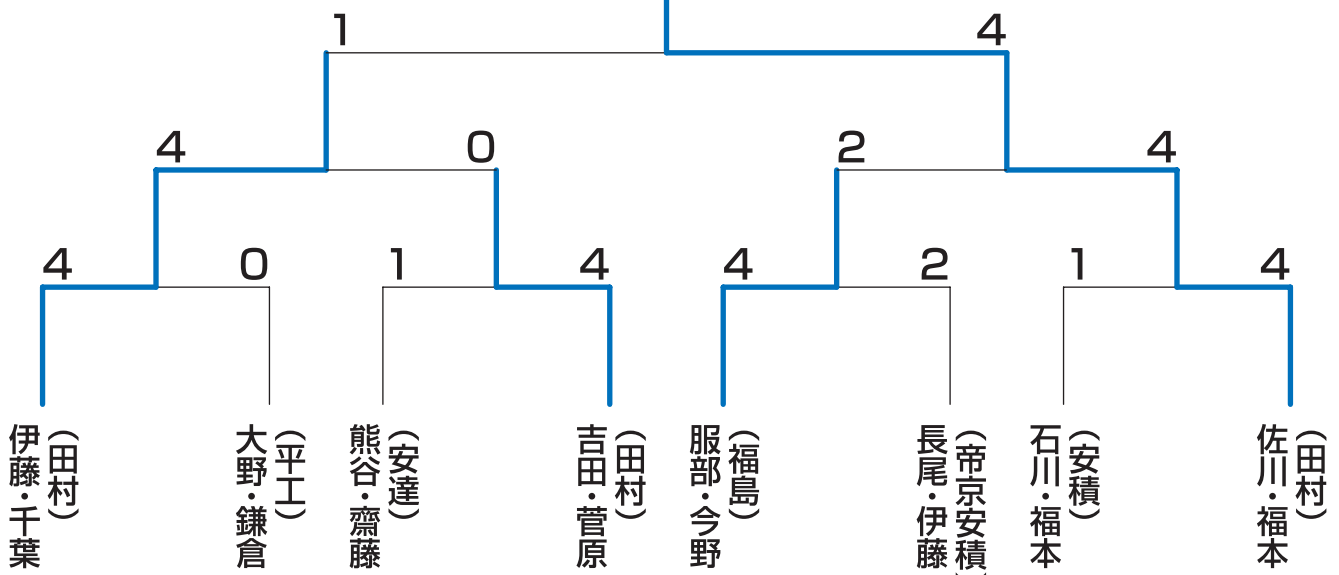 1 4
4 0 2 4
4 0 1 4 4 2 1 4
伊藤・千葉
(田村)
大野・鎌倉
(平工)
熊谷・齋藤
(安達)
吉田・菅原
(田村)
服部・今野
(福島)
長尾・伊藤
(帝京安積)
石川・福本
(安積)
佐川・福本
(田村)